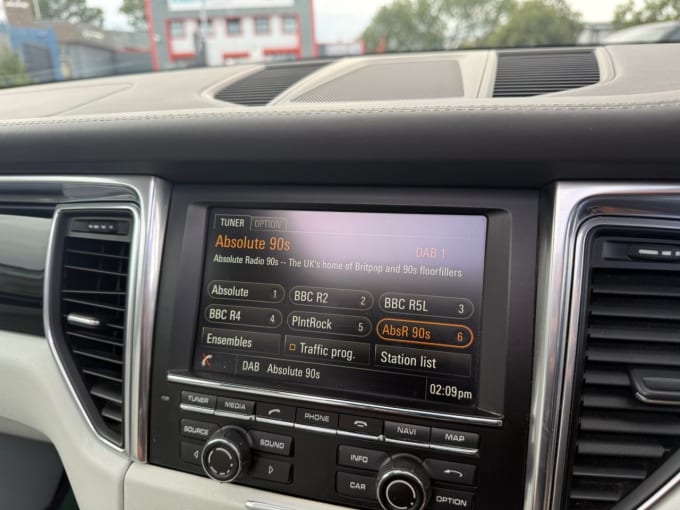 TUNER OPTION
Absolute 90s DAB 1
Absolute Radio 90s -- The UK's home of Britpop and 90s floorfillers
Absolute 1 BBC R2 2 BBC R5L 3
BBC R4 4 PlntRock 5 AbsR 90s 6
Ensembles Traffic prog. Station list
DAB Absolute 90s 02:09pm
TUNER MEDIA PHONE NAVI MAP
SOURCE SOUND INFO
CAR OPTION